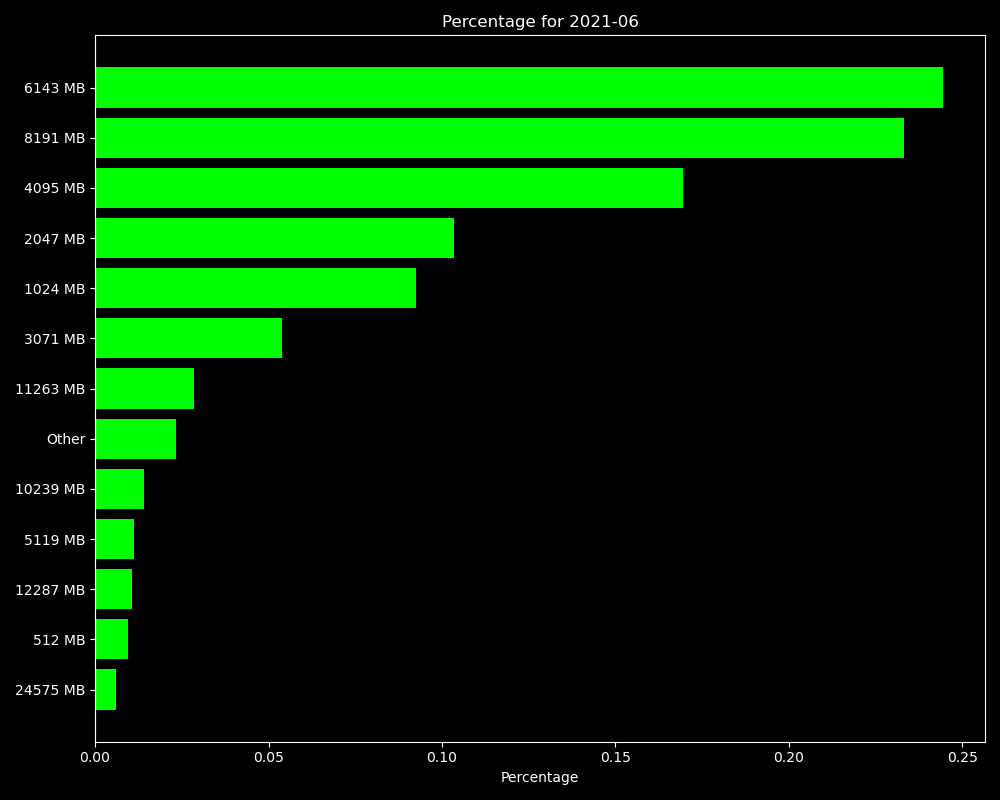 Percentage for 2021-06
6143 MB
8191 MB
4095 MB
2047 MB
1024 MB
3071 MB
11263 MB
Other
10239 MB
5119 MB
12287 MB
512 MB
24575 MB
0.00 0.05 0.10 0.15 0.20 0.25
Percentage